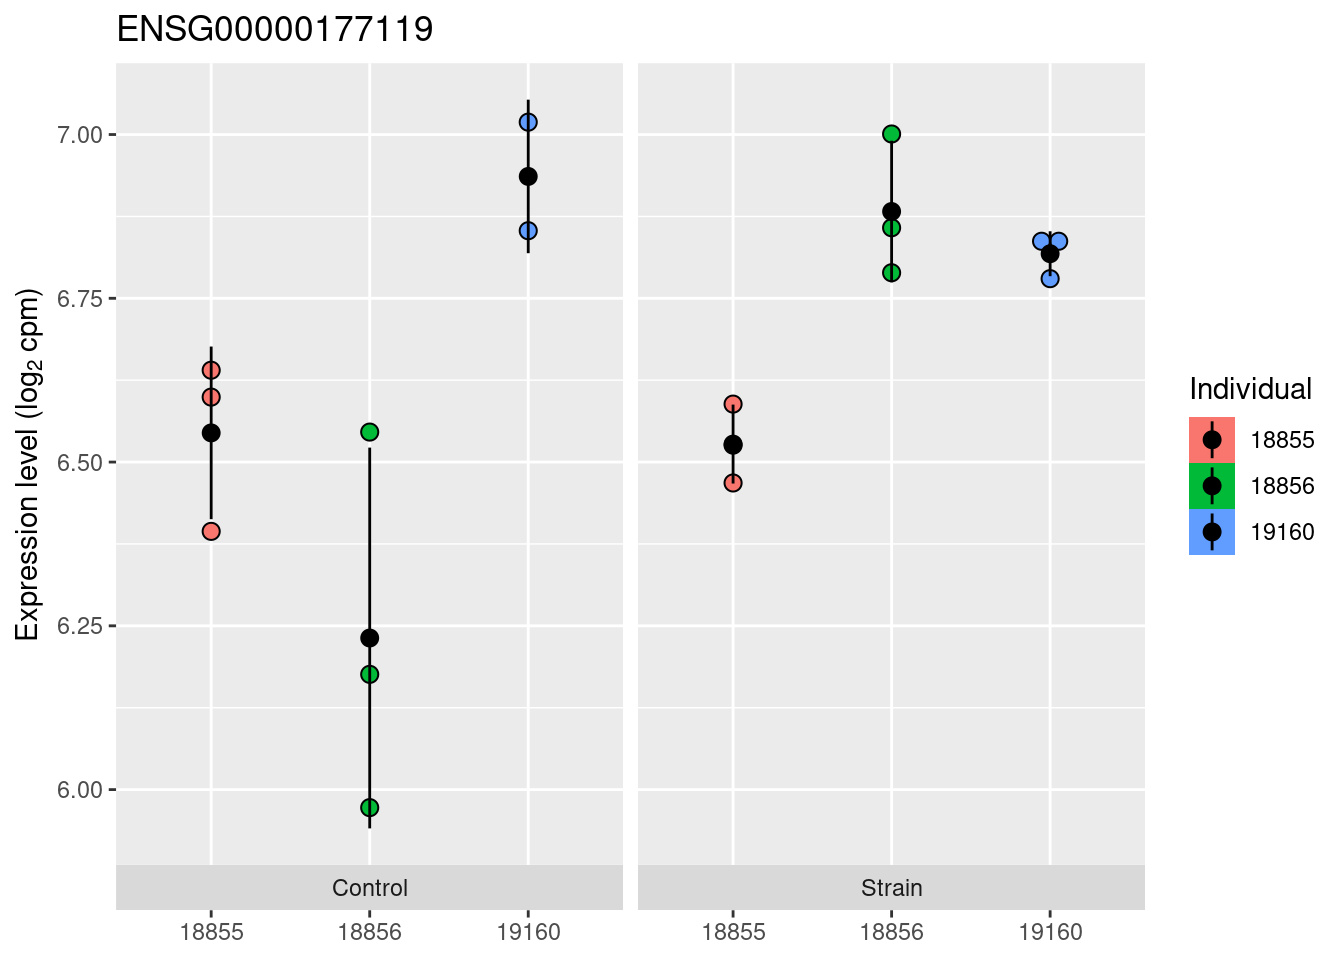 ENSG00000177119
Expression level (log₂ cpm)
7.00
6.75
6.50
6.25
6.00
Control
Strain
18855
18856
19160
18855
18856
19160
Individual
18855
18856
19160